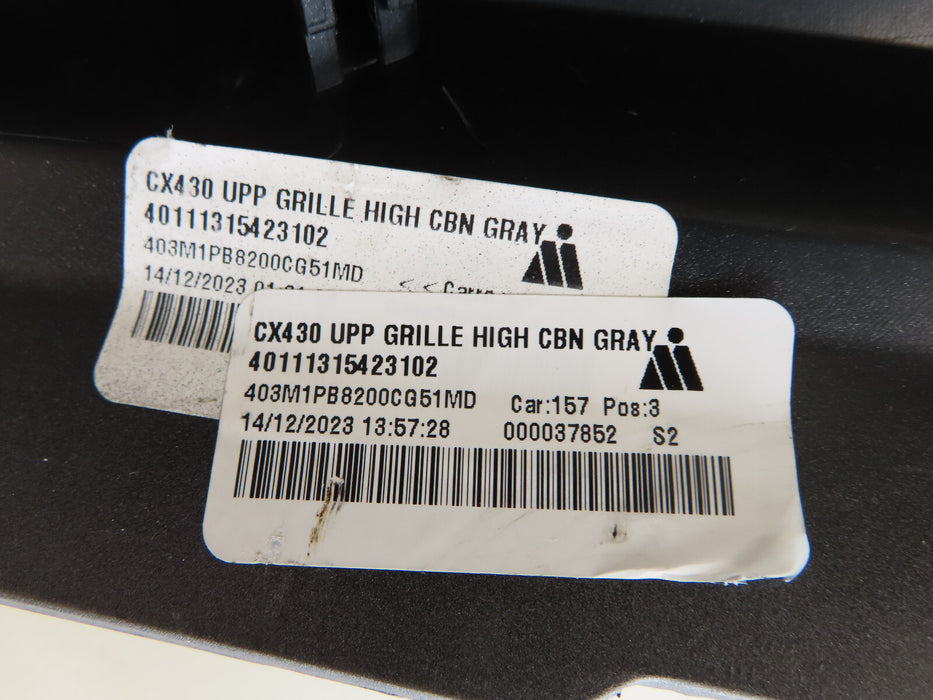 CX430 UPP GRILLE HIGH CBN GRAY
40111315423102
403M1PB8200CG51MD
14/12/2023
CX430 UPP GRILLE HIGH CBN GRAY
40111315423102
403M1PB8200CG51MD Car:157 Pos:3
14/12/2023 13:57:28 000037852 S2